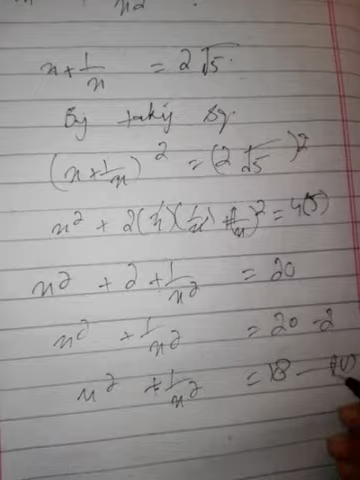 x + 1/x = 2√5
By taking sq.
(x + 1/x)² = (2√5)²
x² + 2(x)(1/x) + (1/x)² = 4(5)
x² + 2 + 1/x² = 20
x² + 1/x² = 20 - 2
x² + 1/x² = 18 —